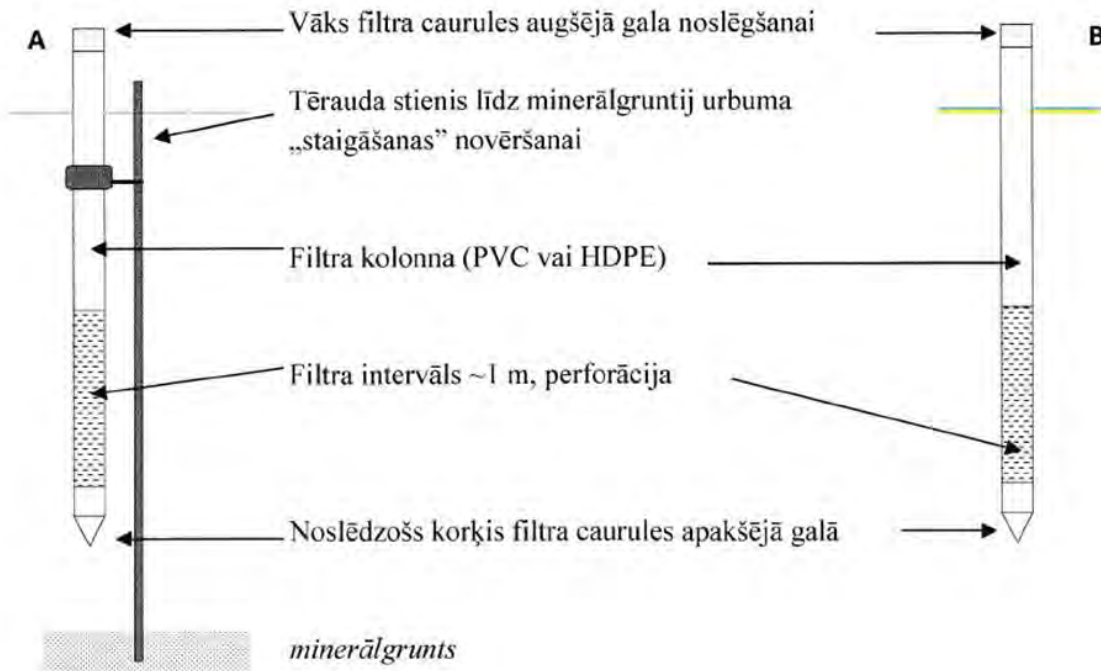 A
Vāks filtra caurules augšējā gala noslēgšanai
B
Tērauda stienis līdz minerālgruntij urbuma
„staigāšanas” novēršanai
Filtra kolonna (PVC vai HDPE)
Filtra intervāls ~1 m, perforācija
Noslēdzošs korķis filtra caurules apakšējā galā
minerālgrunts